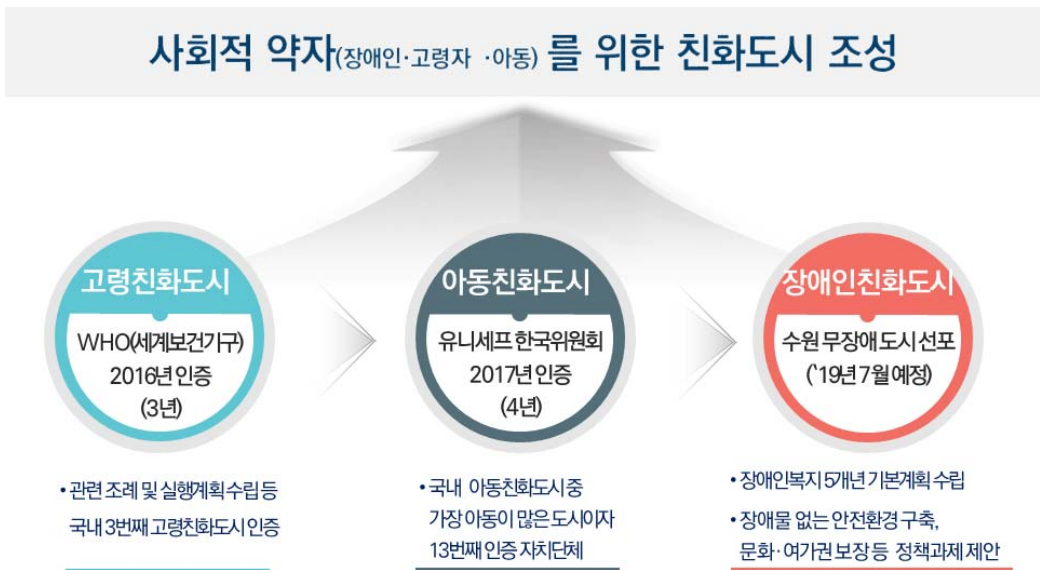 사회적 약자(장애인·고령자 ·아동) 를 위한 친화도시 조성
고령친화도시
WHO(세계보건기구)
2016년 인증
(3년)
• 관련 조례 및 실행계획 수립 등
국내 3번째 고령친화도시 인증
아동친화도시
유니세프 한국위원회
2017년 인증
(4년)
• 국내 아동친화도시 중
가장 아동이 많은 도시이자
13번째 인증 자치단체
장애인친화도시
수원 무장애 도시 선포
(`19년 7월 예정)
• 장애인복지 5개년 기본계획 수립
• 장애물 없는 안전환경 구축,
문화·여가권 보장 등 정책과제 제안